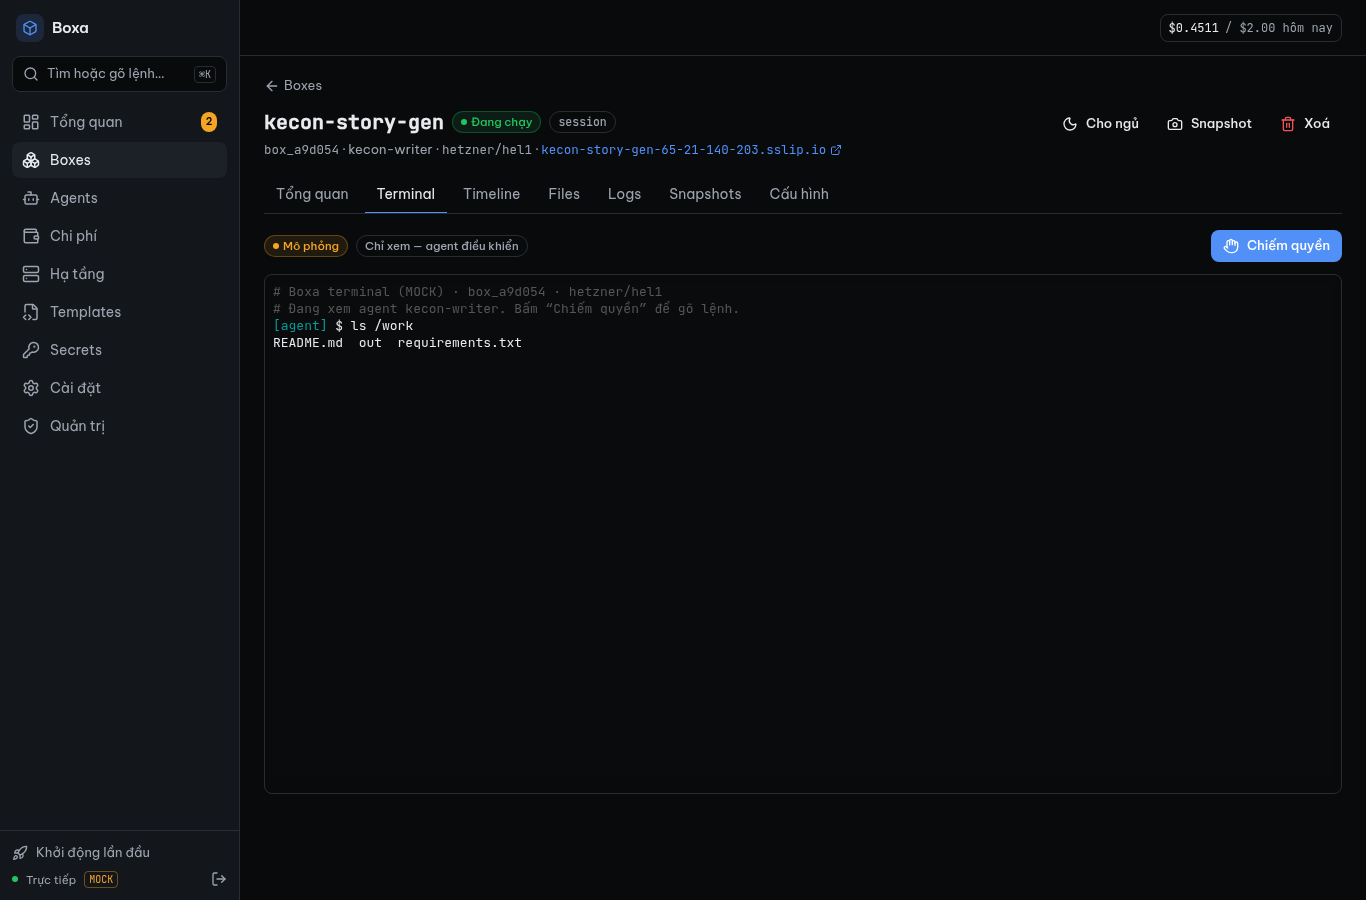 Boxa
Tìm hoặc gõ lệnh...
⌘K
Tổng quan
2
Boxes
Agents
Chi phí
Hạ tầng
Templates
Secrets
Cài đặt
Quản trị
Khởi động lần đầu
Trực tiếp MOCK
$0.4511 / $2.00 hôm nay
Boxes
kecon-story-gen Đang chạy session
Cho ngủ Snapshot Xoá
box_a9d054 · kecon-writer · hetzner/hel1 · kecon-story-gen-65-21-140-203.sslip.io
Tổng quan Terminal Timeline Files Logs Snapshots Cấu hình
Mô phỏng Chỉ xem — agent điều khiển Chiếm quyền
# Boxa terminal (MOCK) · box_a9d054 · hetzner/hel1
# Đang xem agent kecon-writer. Bấm “Chiếm quyền” để gõ lệnh.
[agent] $ ls /work
README.md  out  requirements.txt